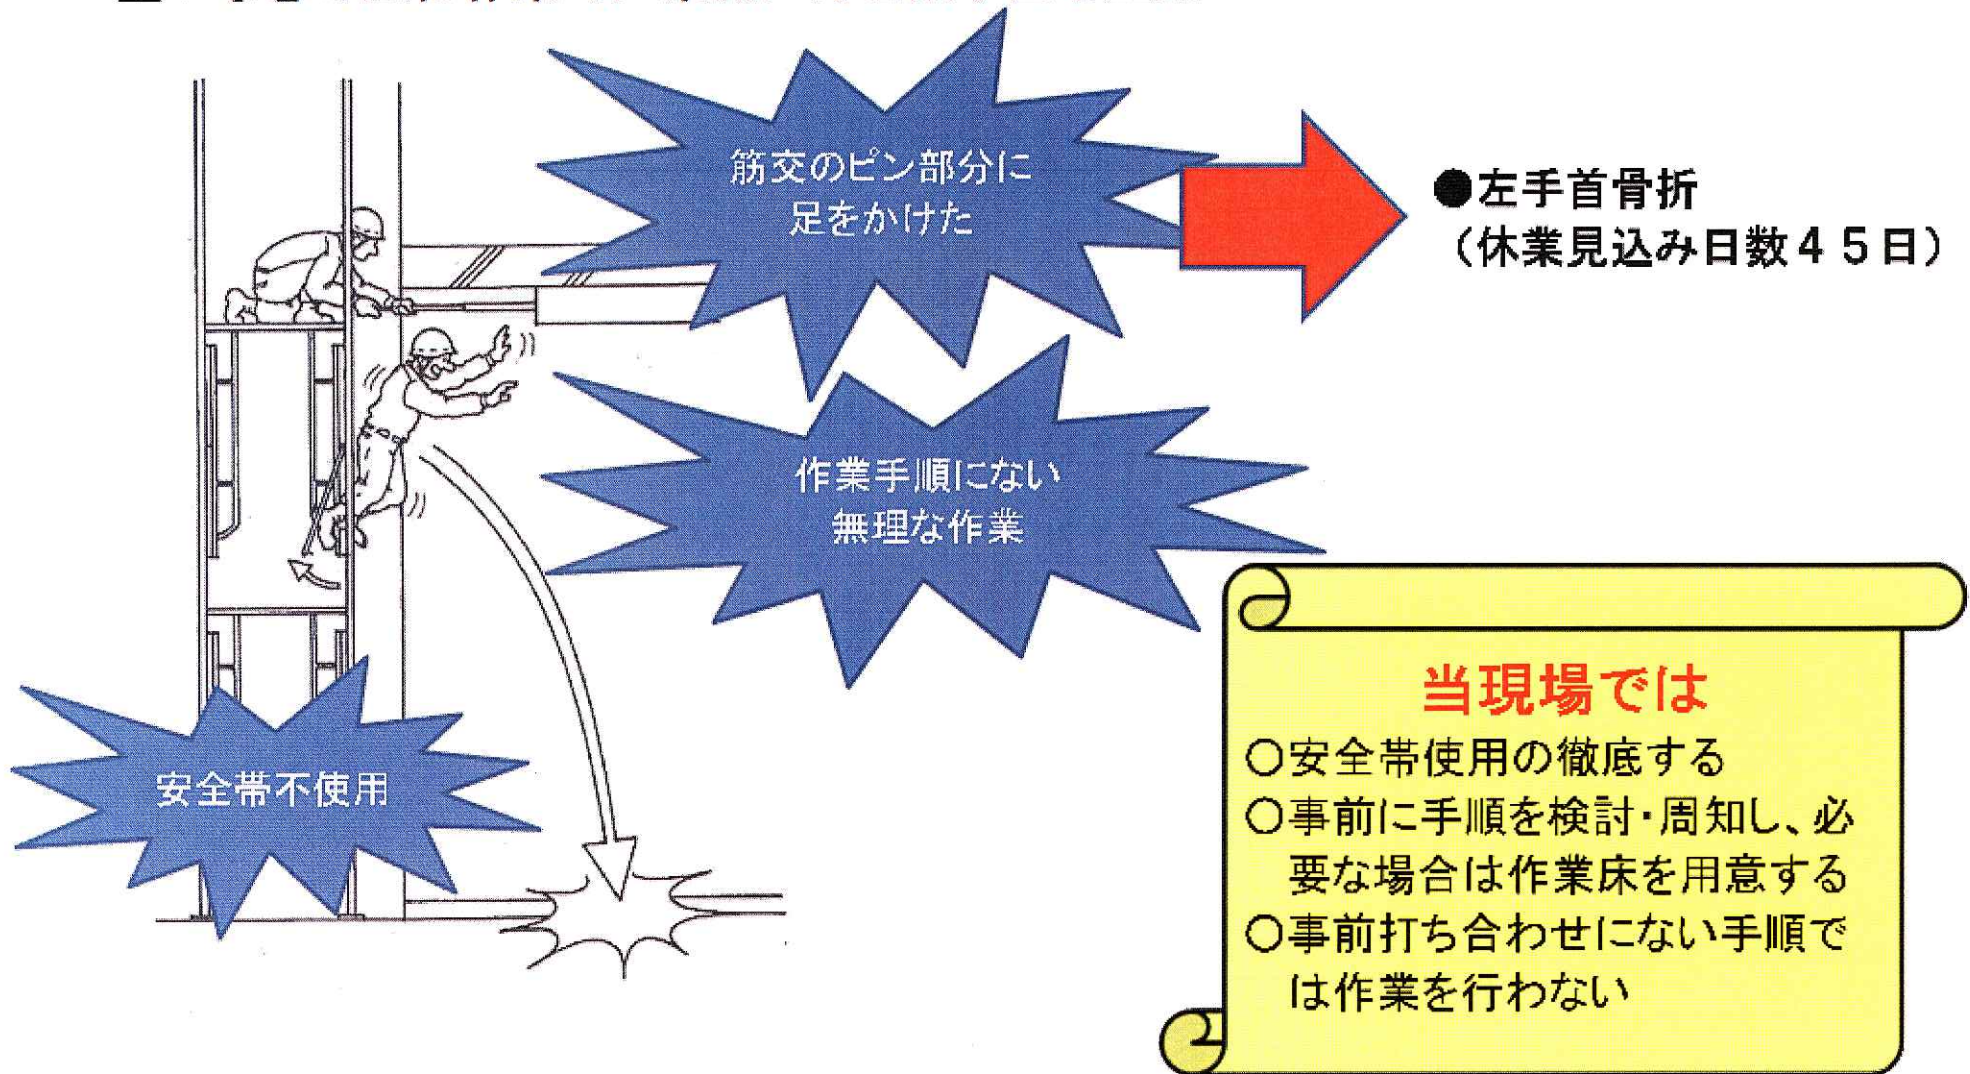 筋交のピン部分に
足をかけた
●左手首骨折
（休業見込み日数４５日）
作業手順にない
無理な作業
安全帯不使用
当現場では
○安全帯使用の徹底する
○事前に手順を検討・周知し、必
要な場合は作業床を用意する
○事前打ち合わせにない手順で
は作業を行わない